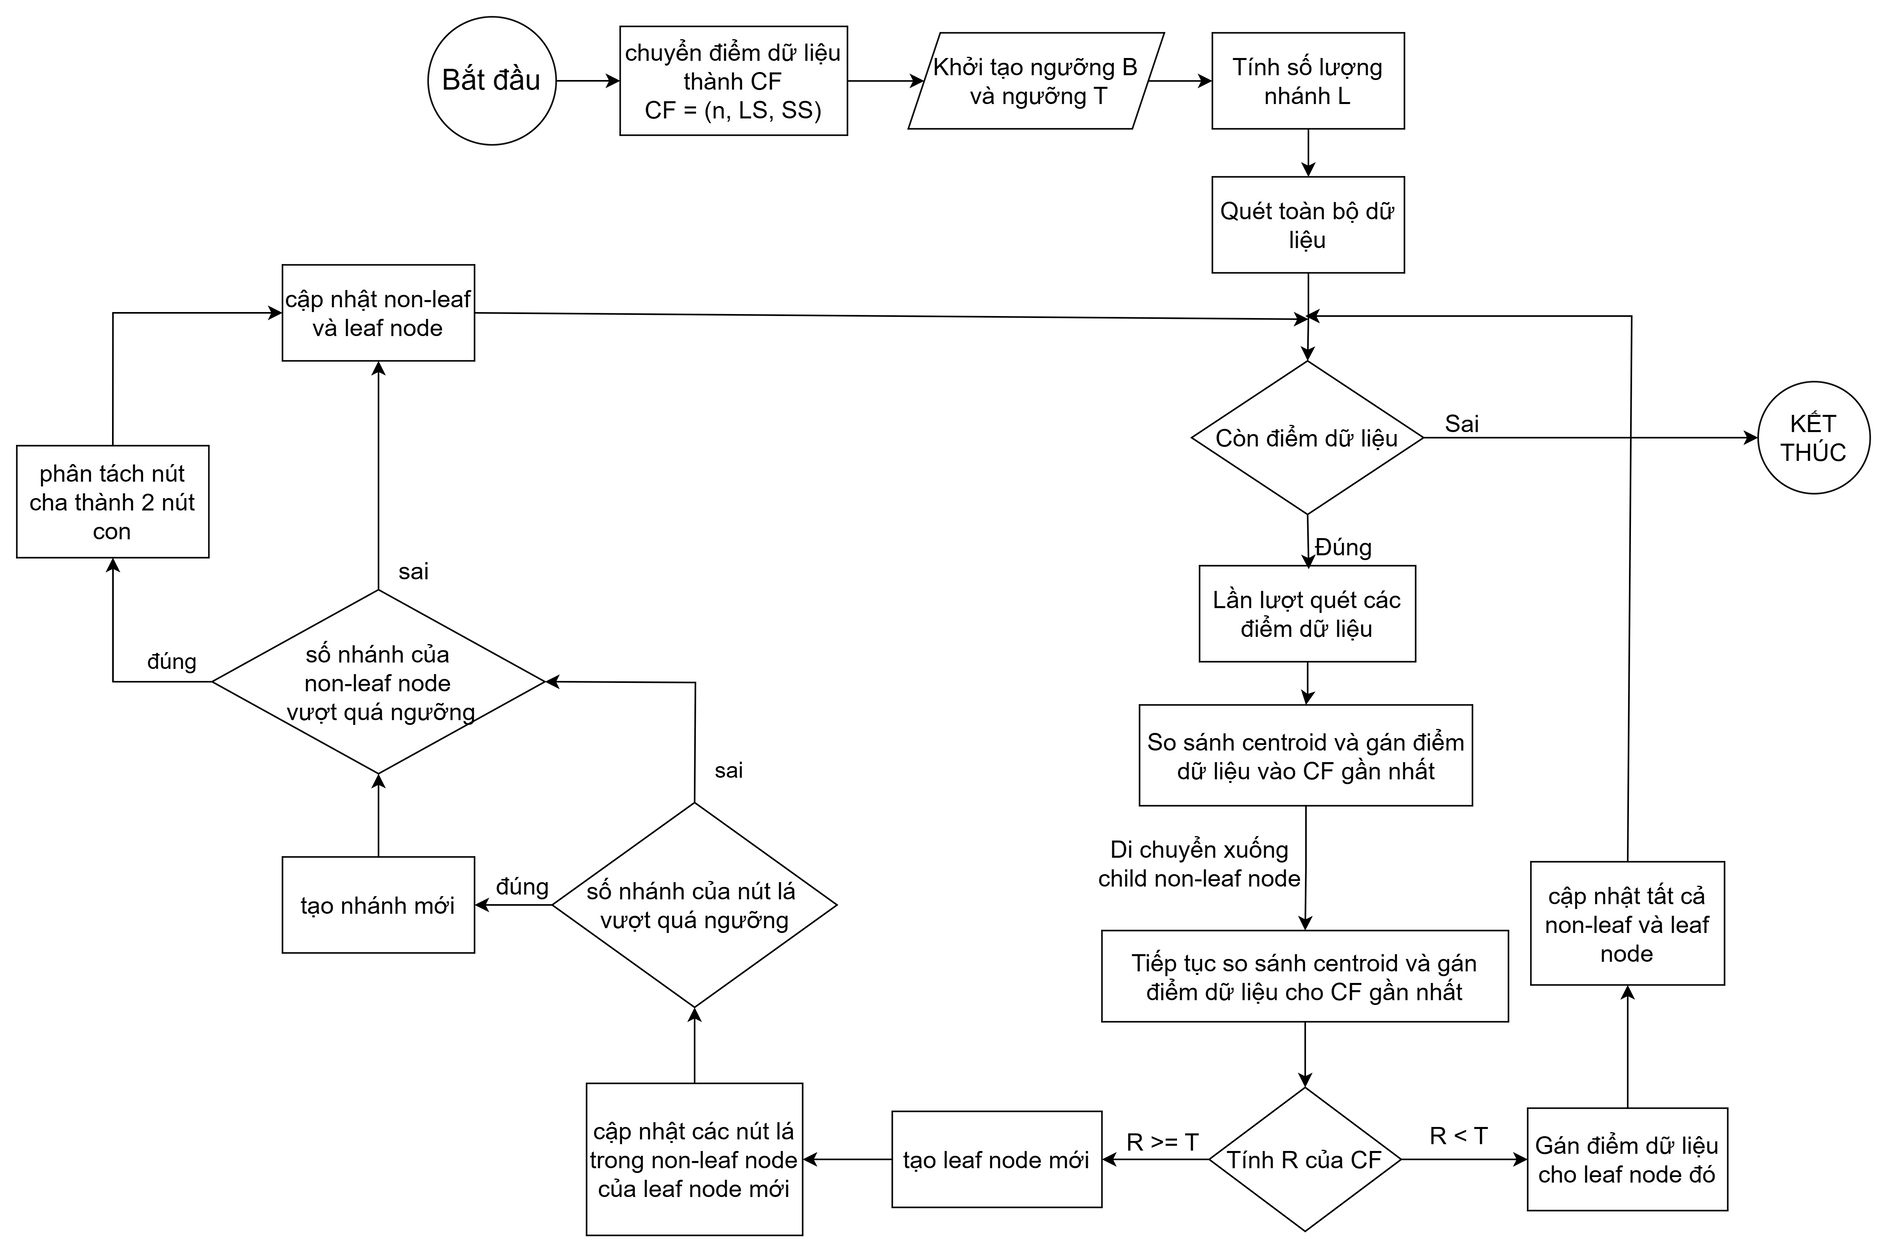 Bắt đầu
chuyển điểm dữ liệu
thành CF
CF = (n, LS, SS)
Khởi tạo ngưỡng B
và ngưỡng T
Tính số lượng
nhánh L
Quét toàn bộ dữ
liệu
cập nhật non-leaf
và leaf node
Còn điểm dữ liệu
Sai
KẾT
THÚC
phân tách nút
cha thành 2 nút
con
Đúng
sai
Lần lượt quét các
điểm dữ liệu
đúng
số nhánh của
non-leaf node
vượt quá ngưỡng
So sánh centroid và gán điểm
dữ liệu vào CF gần nhất
sai
Di chuyển xuống
child non-leaf node
tạo nhánh mới
đúng
số nhánh của nút lá
vượt quá ngưỡng
cập nhật tất cả
non-leaf và leaf
node
Tiếp tục so sánh centroid và gán
điểm dữ liệu cho CF gần nhất
cập nhật các nút lá
trong non-leaf node
của leaf node mới
tạo leaf node mới
R >= T
Tính R của CF
R < T
Gán điểm dữ liệu
cho leaf node đó